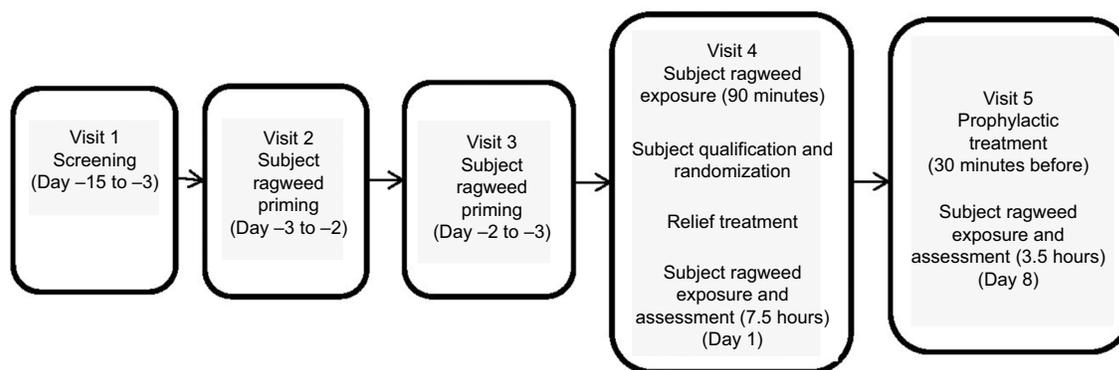 Visit 1
Screening
(Day –15 to –3)
Visit 2
Subject
ragweed
priming
(Day –3 to –2)
Visit 3
Subject
ragweed
priming
(Day –2 to –3)
Visit 4
Subject ragweed
exposure (90 minutes)
Subject qualification and
randomization
Relief treatment
Subject ragweed
exposure and
assessment (7.5 hours)
(Day 1)
Visit 5
Prophylactic
treatment
(30 minutes before)
Subject ragweed
exposure and
assessment (3.5 hours)
(Day 8)